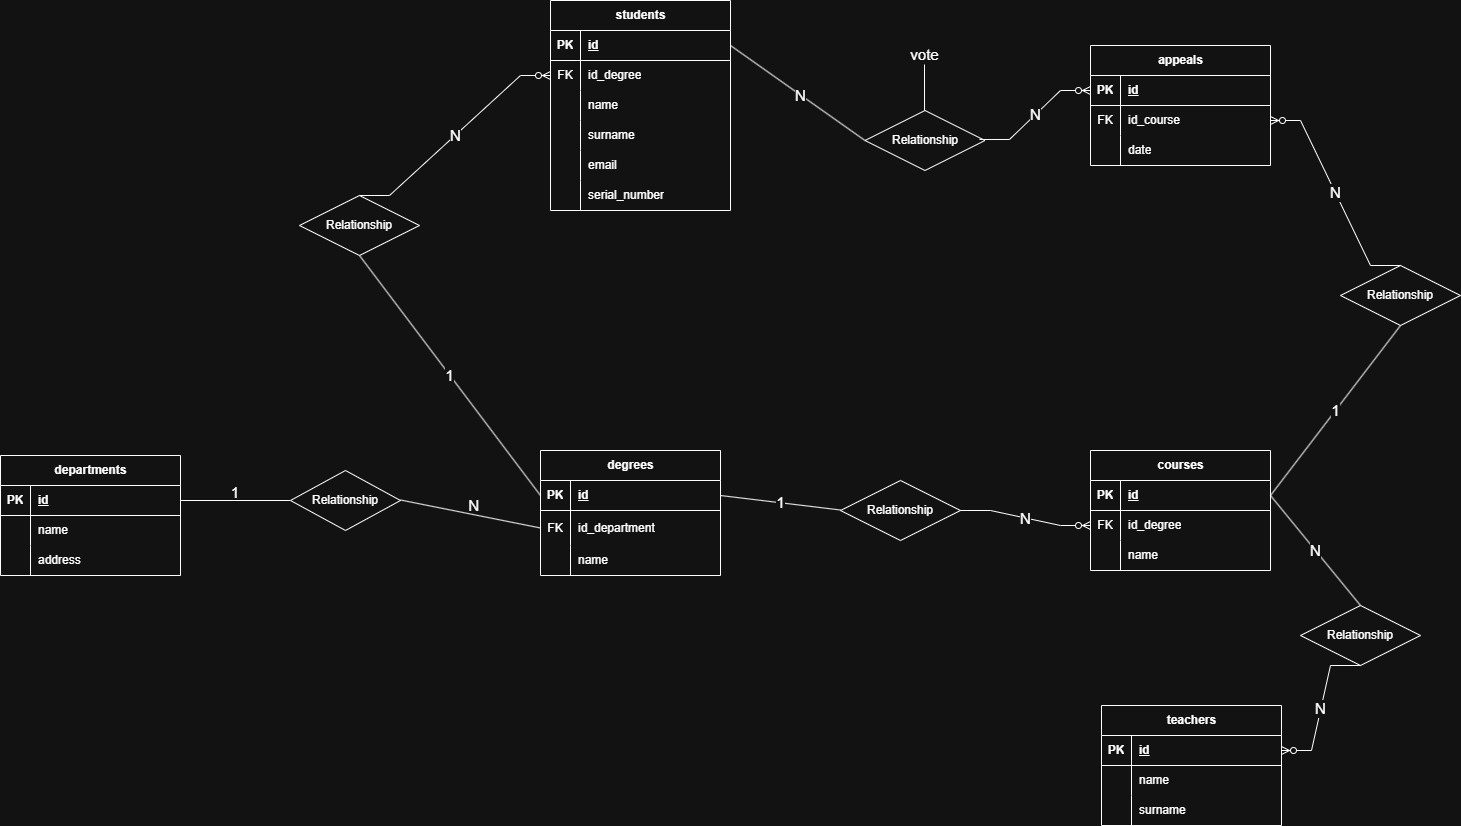 students
PK id
FK id_degree
name
surname
email
serial_number
vote
appeals
PK id
FK id_course
date
N
N
N
Relationship
N
Relationship
Relationship
1
1
departments
PK id
name
address
1
Relationship
N
degrees
PK id
FK id_department
name
1
Relationship
N
courses
PK id
FK id_degree
name
N
Relationship
N
teachers
PK id
name
surname